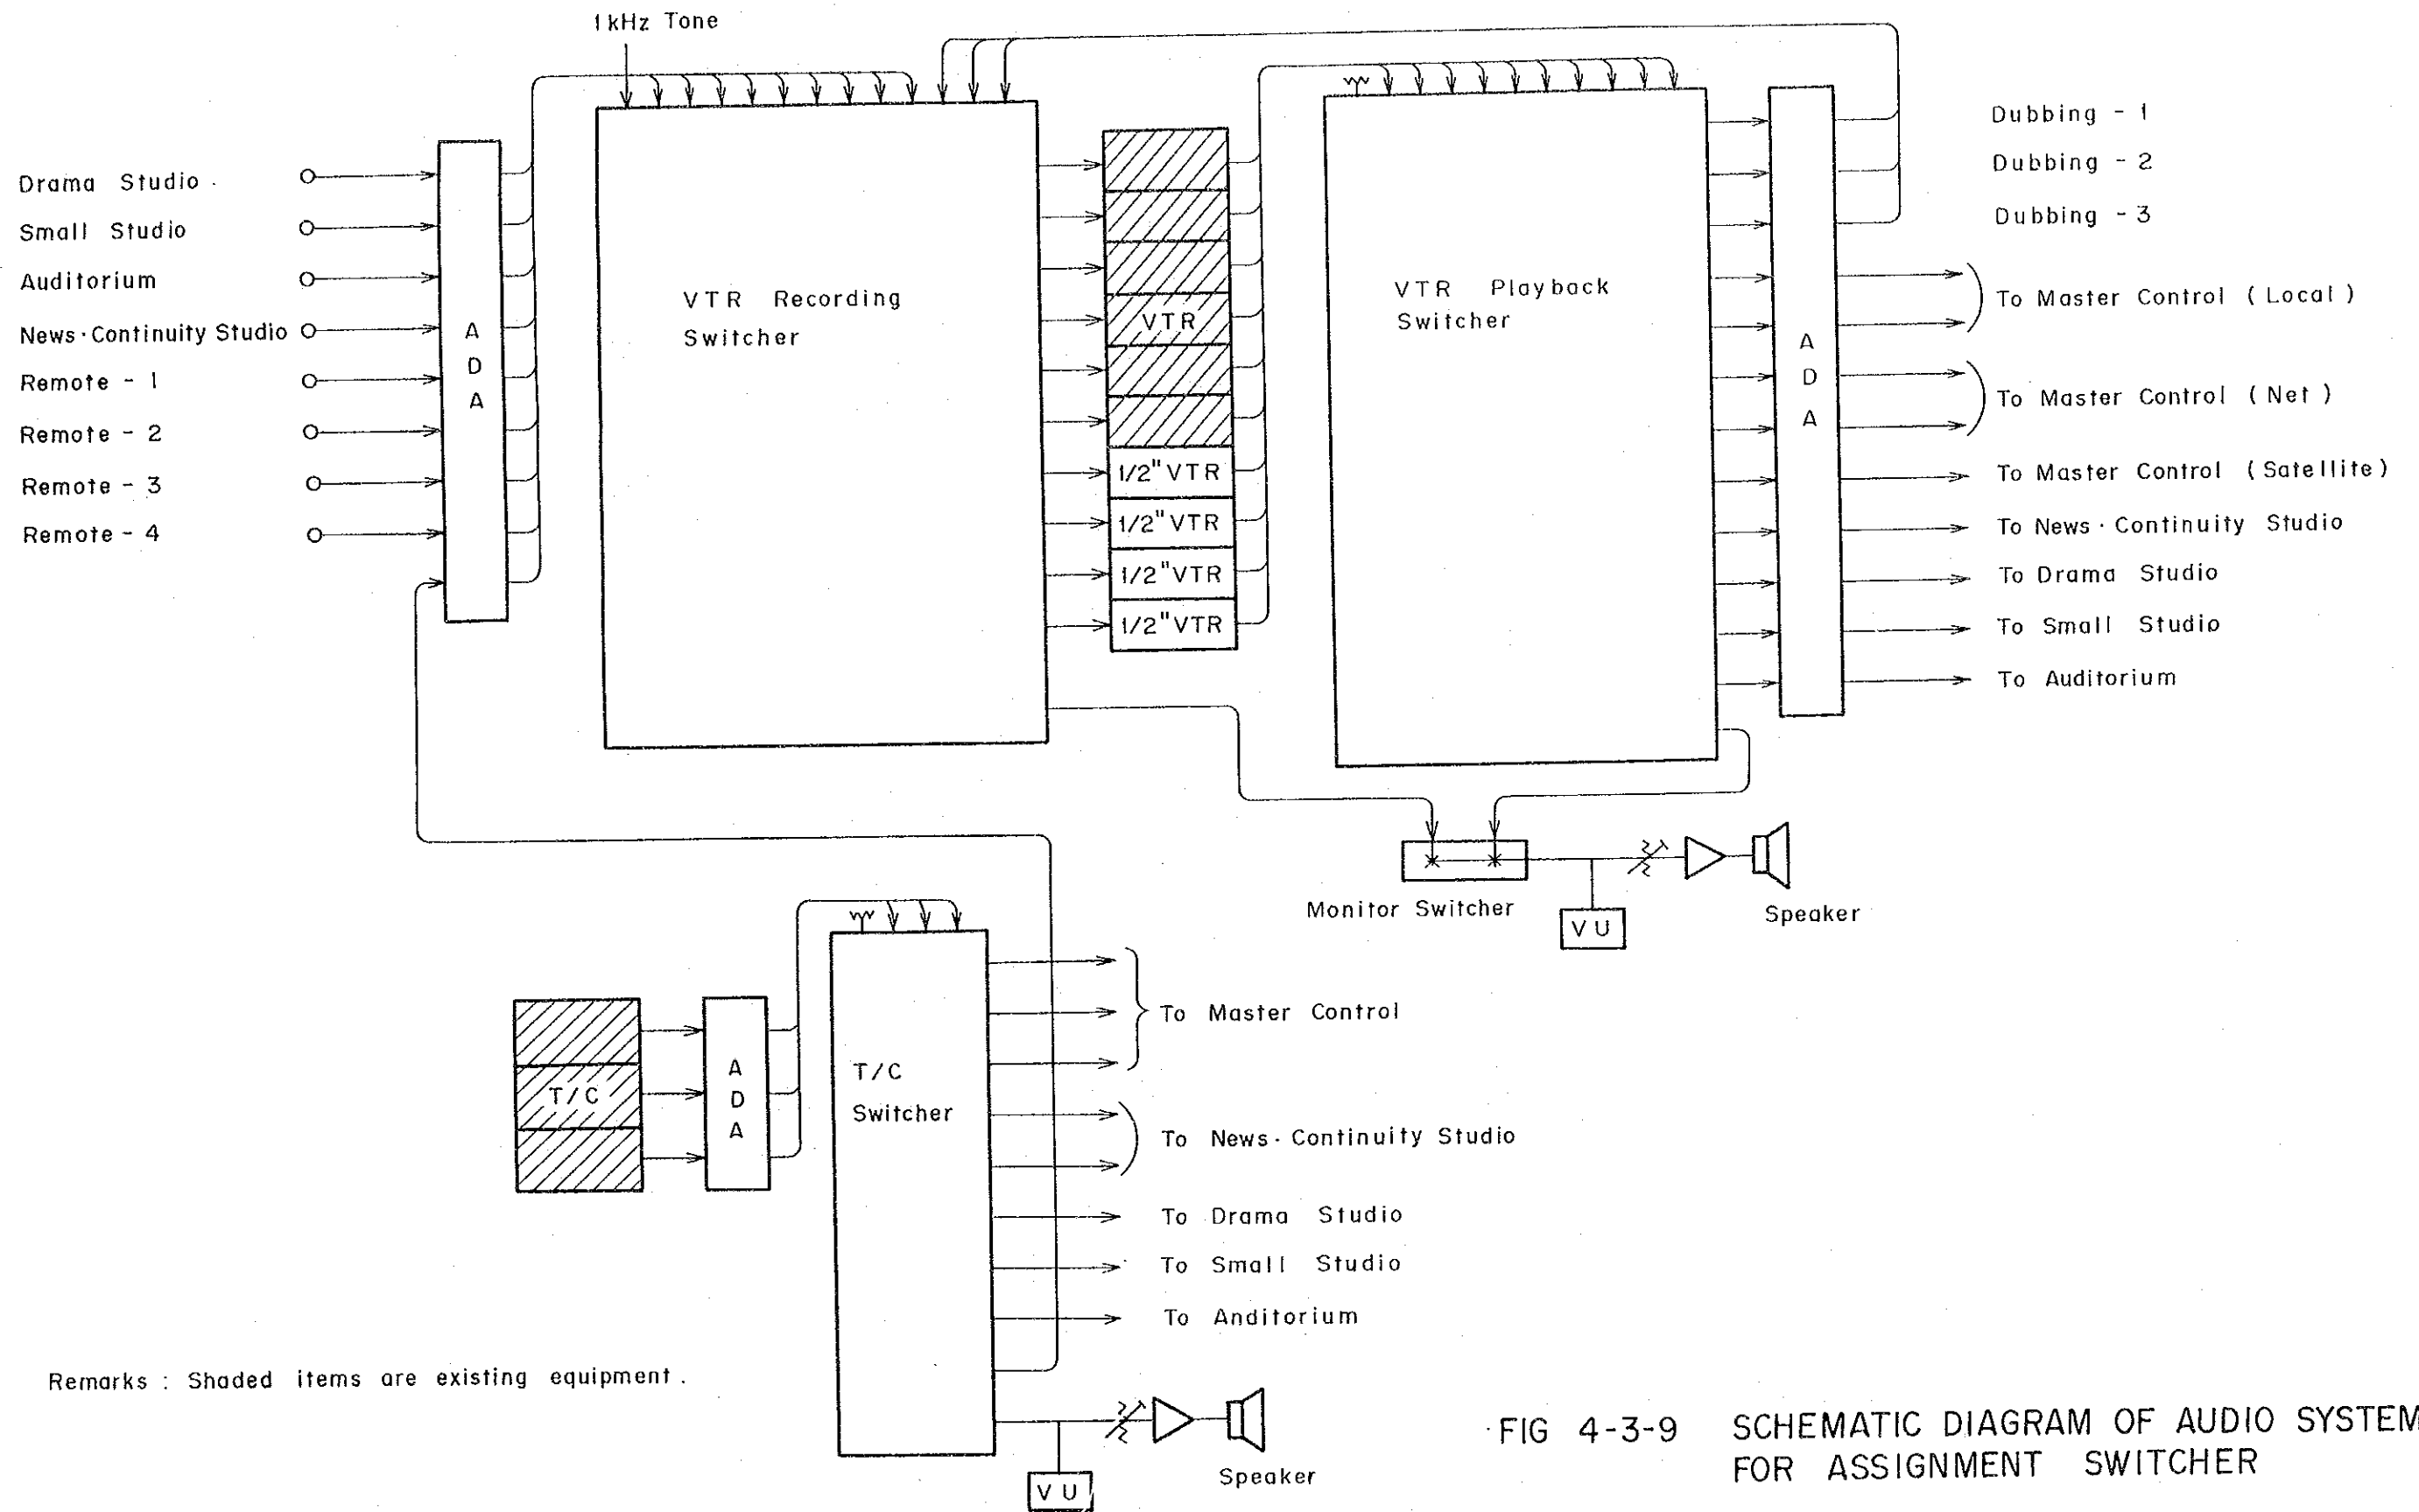 1kHz Tone
Drama Studio
Small Studio
Auditorium
News·Continuity Studio
Remote - 1
Remote - 2
Remote - 3
Remote - 4
A
D
A
VTR Recording
Switcher
VTR
1/2" VTR
1/2" VTR
1/2" VTR
1/2" VTR
VTR Playback
Switcher
A
D
A
Dubbing - 1
Dubbing - 2
Dubbing - 3
To Master Control (Local)
To Master Control (Net)
To Master Control (Satellite)
To News·Continuity Studio
To Drama Studio
To Small Studio
To Auditorium
Monitor Switcher
VU
Speaker
T/C
A
D
A
T/C
Switcher
To Master Control
To News·Continuity Studio
To Drama Studio
To Small Studio
To Anditorium
VU
Speaker
Remarks : Shaded items are existing equipment.
FIG 4-3-9 SCHEMATIC DIAGRAM OF AUDIO SYSTEM
FOR ASSIGNMENT SWITCHER